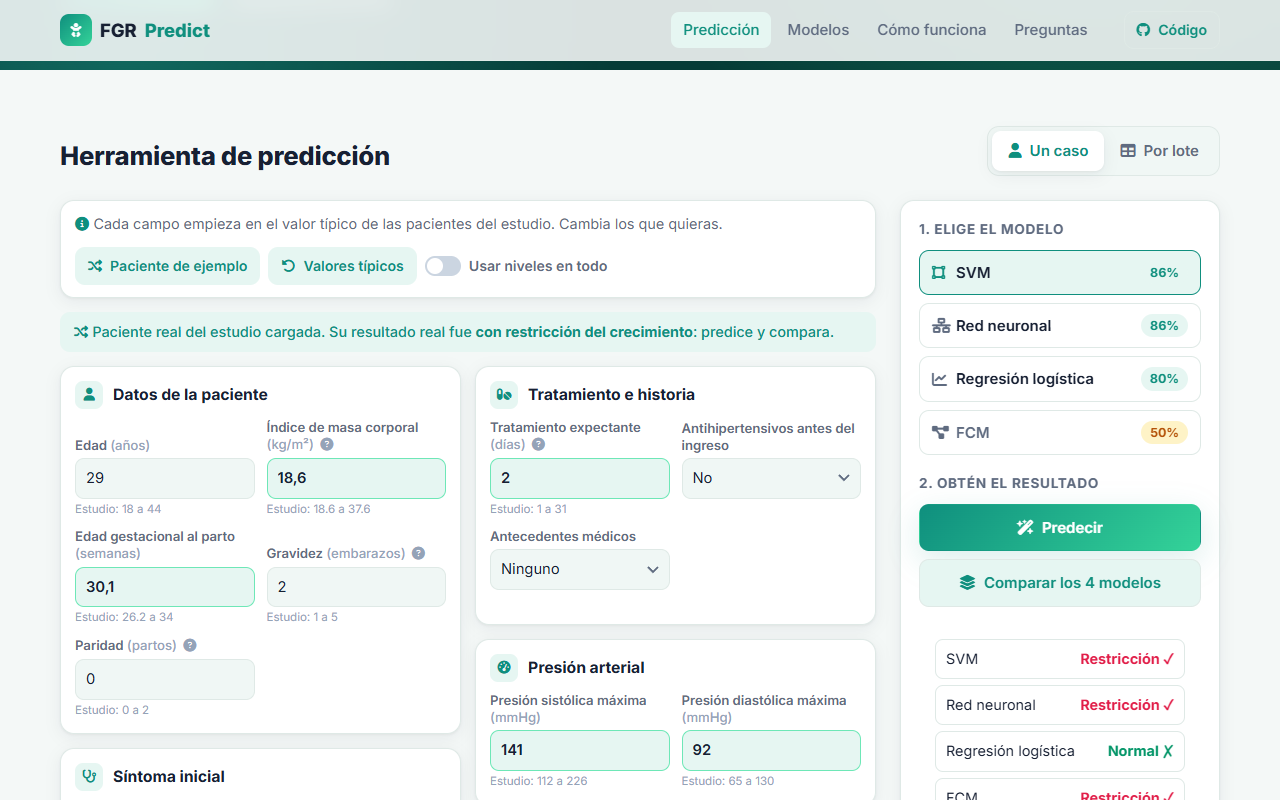 FGR Predict
Predicción
Modelos
Cómo funciona
Preguntas
Código
Herramienta de predicción
Un caso
Por lote
Cada campo empieza en el valor típico de las pacientes del estudio. Cambia los que quieras.
Paciente de ejemplo
Valores típicos
Usar niveles en todo
Paciente real del estudio cargada. Su resultado real fue con restricción del crecimiento: predice y compara.
Datos de la paciente
Edad (años)
29
Estudio: 18 a 44
Índice de masa corporal
(kg/m²) ?
18,6
Estudio: 18.6 a 37.6
Edad gestacional al parto
(semanas)
30,1
Estudio: 26.2 a 34
Gravidez (embarazos) ?
2
Estudio: 1 a 5
Paridad (partos) ?
0
Estudio: 0 a 2
Síntoma inicial
Tratamiento e historia
Tratamiento expectante
(días) ?
2
Estudio: 1 a 31
Antihipertensivos antes del
ingreso
No
Antecedentes médicos
Ninguno
Presión arterial
Presión sistólica máxima
(mmHg)
141
Estudio: 112 a 226
Presión diastólica máxima
(mmHg)
92
Estudio: 65 a 130
1. ELIGE EL MODELO
SVM 86%
Red neuronal 86%
Regresión logística 80%
FCM 50%
2. OBTÉN EL RESULTADO
Predecir
Comparar los 4 modelos
SVM Restricción ✓
Red neuronal Restricción ✓
Regresión logística Normal ✗
FCM Restricción ✓